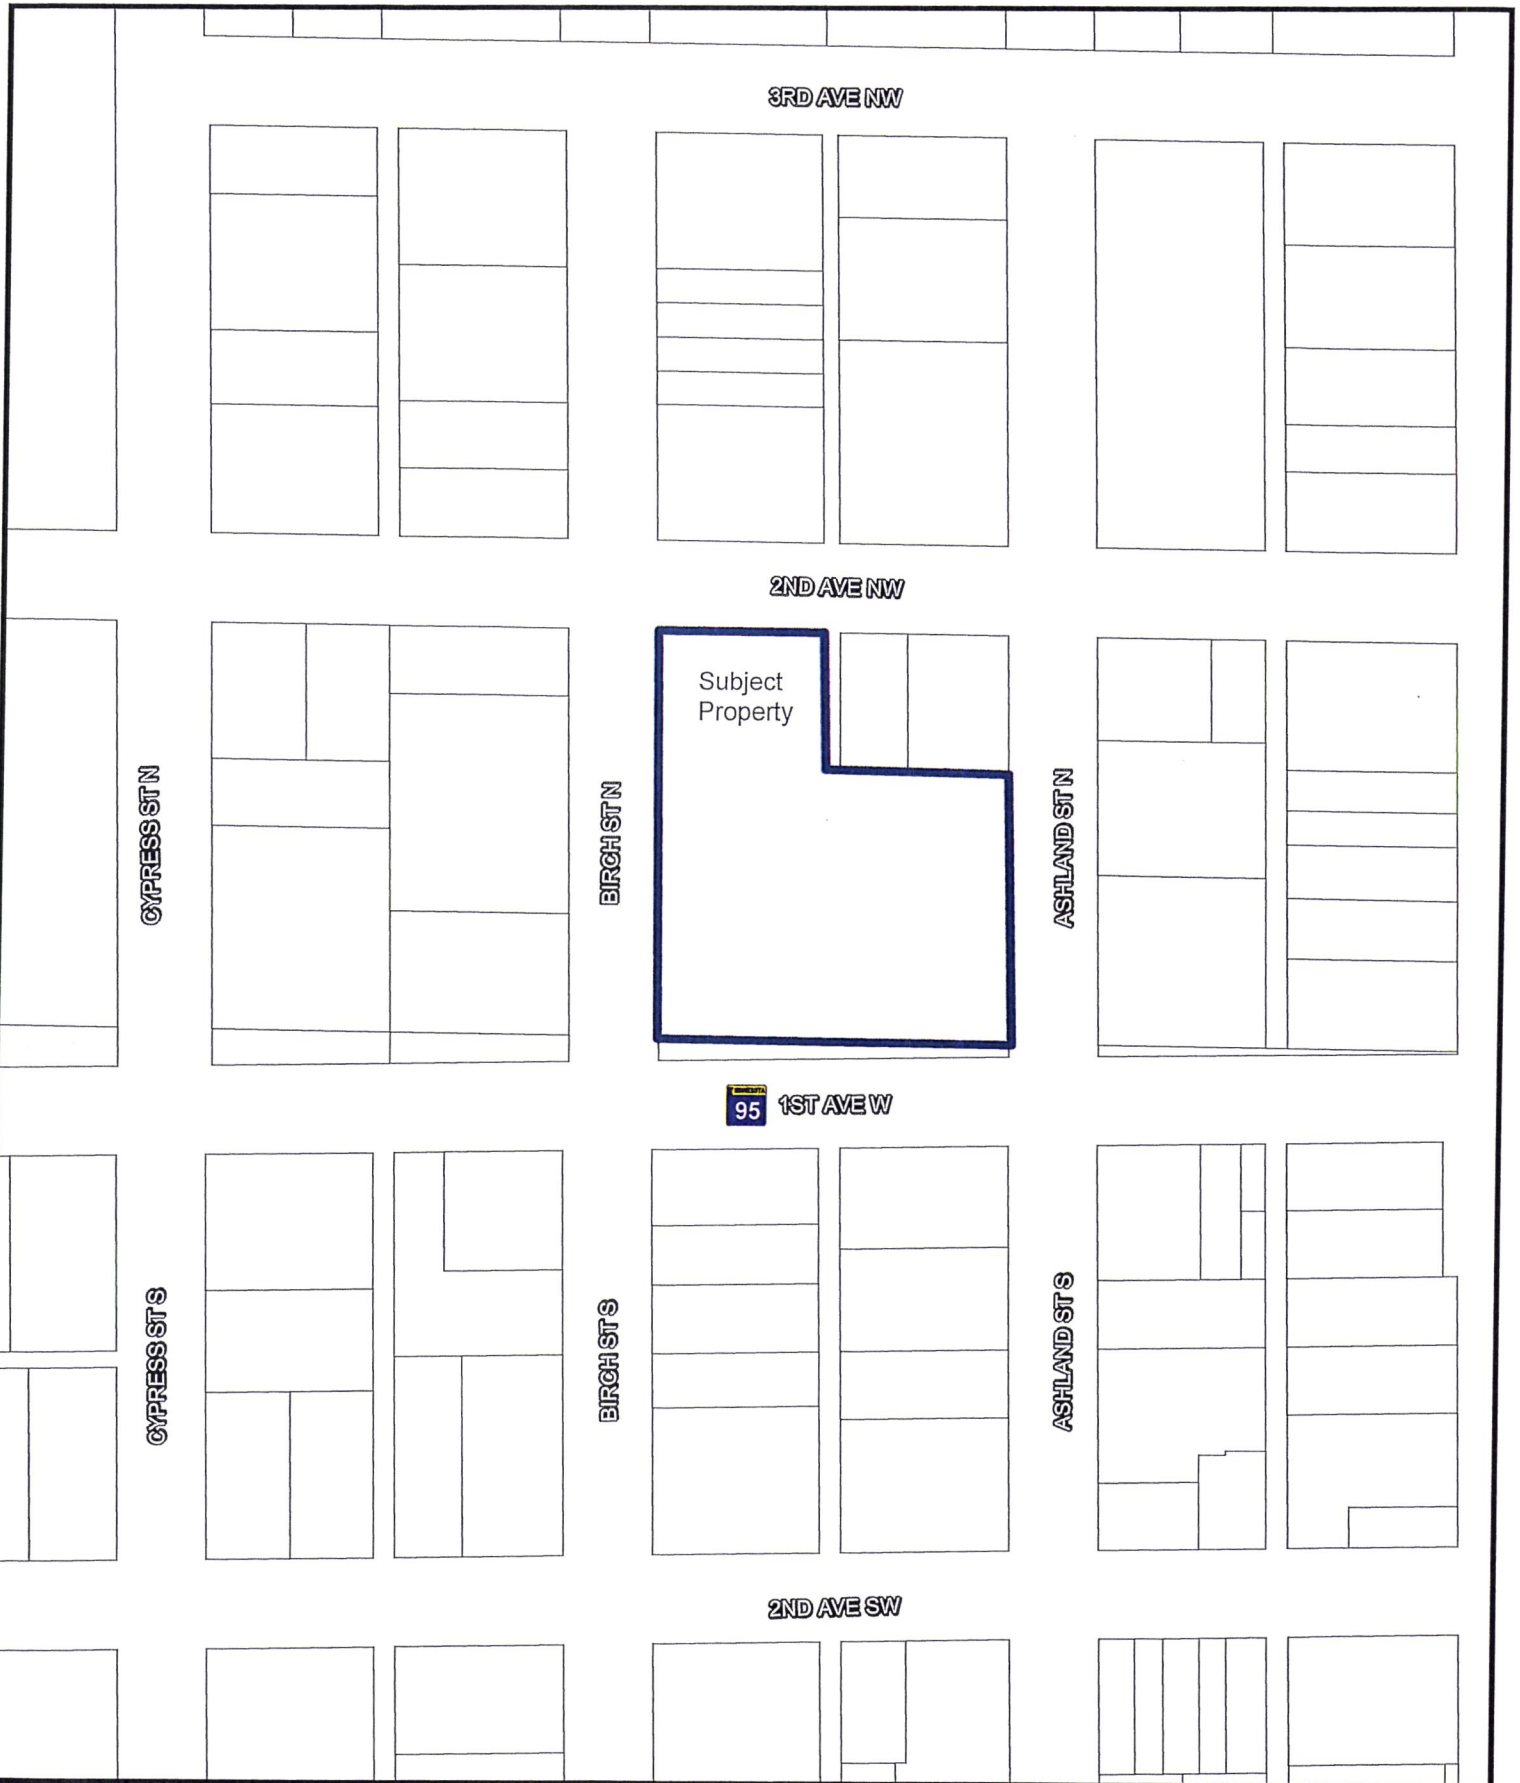 3RD AVE NW
2ND AVE NW
Subject
Property
CYPRESS ST N
BIRCH ST N
ASHLAND ST N
MINNESOTA
95
1ST AVE W
CYPRESS ST S
BIRCH ST S
ASHLAND ST S
2ND AVE SW